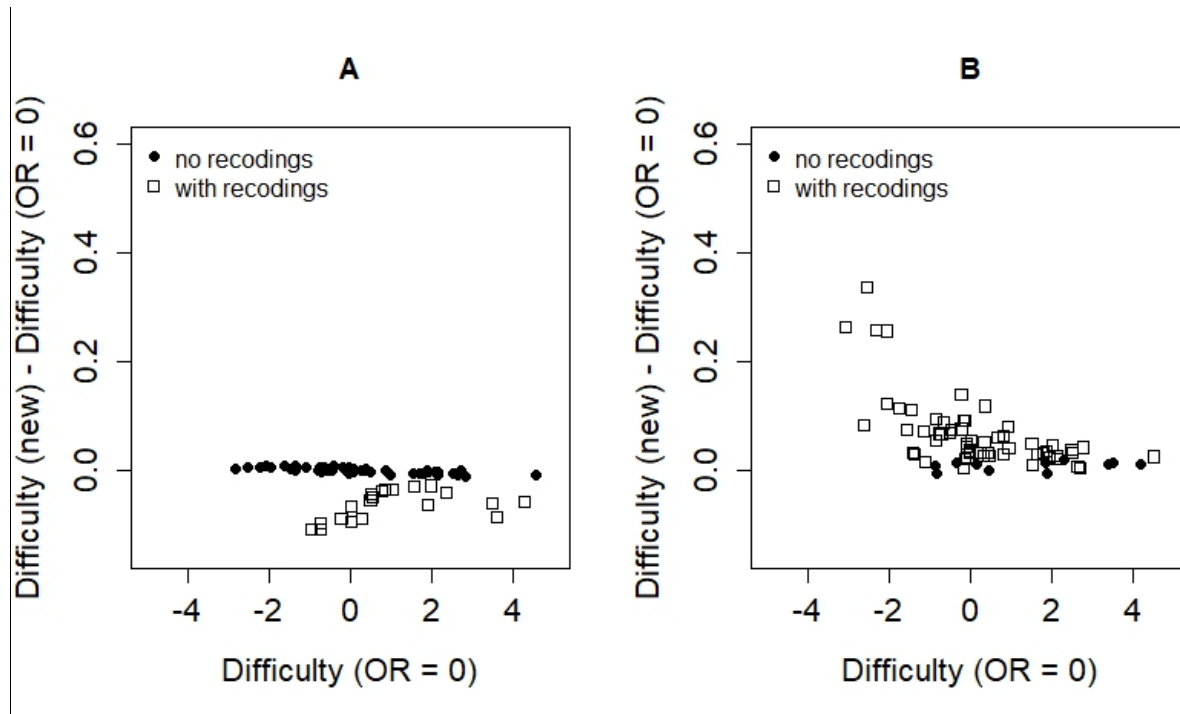 A
Difficulty (new) - Difficulty (OR = 0)
0.6
0.4
0.2
0.0
no recodings
with recodings
-4 -2 0 2 4
Difficulty (OR = 0)
B
Difficulty (new) - Difficulty (OR = 0)
0.6
0.4
0.2
0.0
no recodings
with recodings
-4 -2 0 2 4
Difficulty (OR = 0)